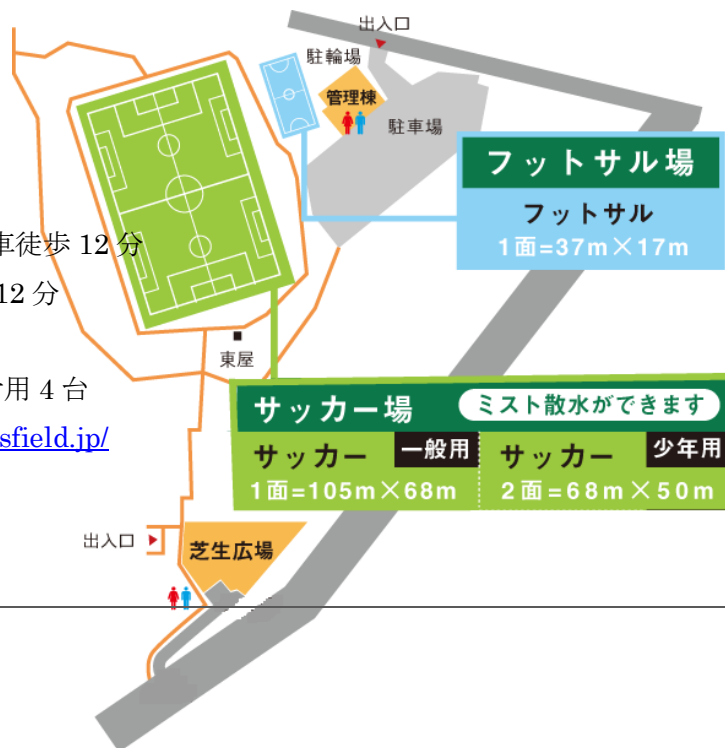 出入口
駐輪場
管理棟
駐車場
フットサル場
フットサル
1面=37m×17m
車徒歩 12 分
12 分
東屋
用 4 台
sfield.jp/
サッカー場
ミスト散水ができます
サッカー 一般用
1面=105m×68m
サッカー 少年用
2面=68m×50m
出入口
芝生広場